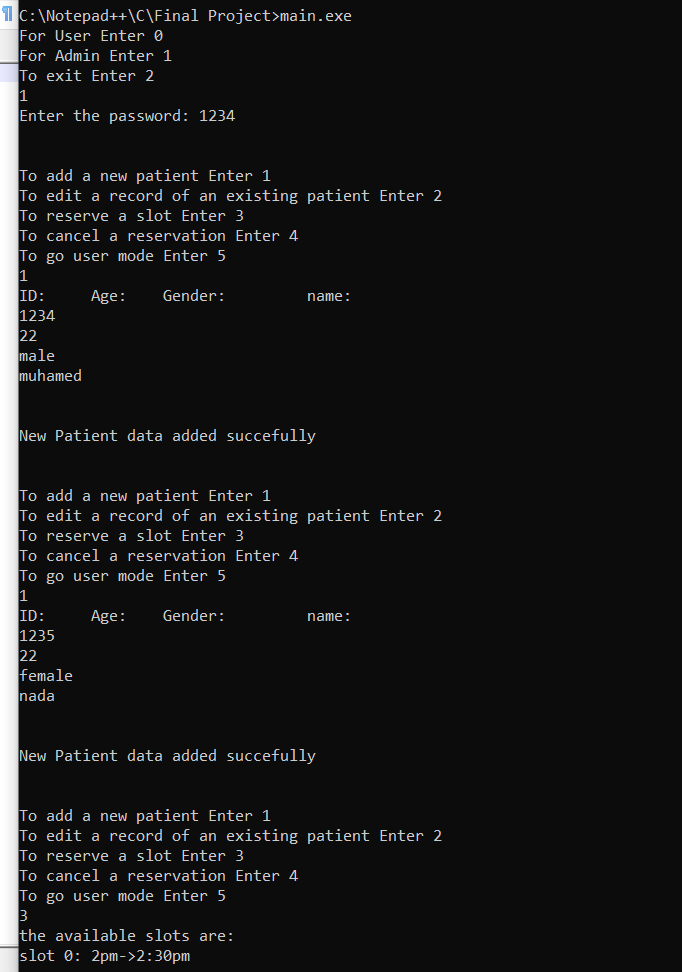 C:\Notepad++\C\Final Project>main.exe
For User Enter 0
For Admin Enter 1
To exit Enter 2
1
Enter the password: 1234
To add a new patient Enter 1
To edit a record of an existing patient Enter 2
To reserve a slot Enter 3
To cancel a reservation Enter 4
To go user mode Enter 5
1
ID:     Age:    Gender:         name:
1234
22
male
muhamed
New Patient data added succefully
To add a new patient Enter 1
To edit a record of an existing patient Enter 2
To reserve a slot Enter 3
To cancel a reservation Enter 4
To go user mode Enter 5
1
ID:     Age:    Gender:         name:
1235
22
female
nada
New Patient data added succefully
To add a new patient Enter 1
To edit a record of an existing patient Enter 2
To reserve a slot Enter 3
To cancel a reservation Enter 4
To go user mode Enter 5
3
the available slots are:
slot 0: 2pm->2:30pm